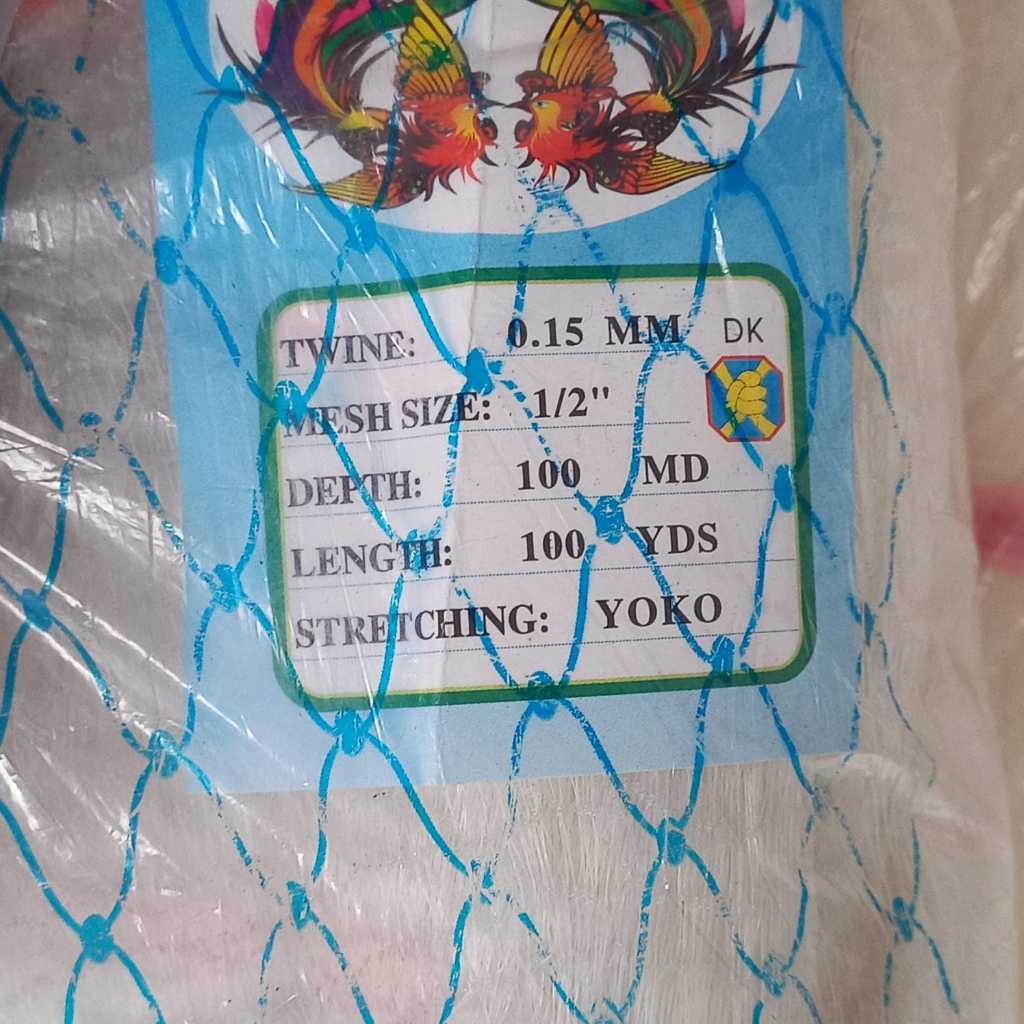 TWINE: 0.15 MM DK
MESH SIZE: 1/2"
DEPTH: 100 MD
LENGTH: 100 YDS
STRETCHING: YOKO